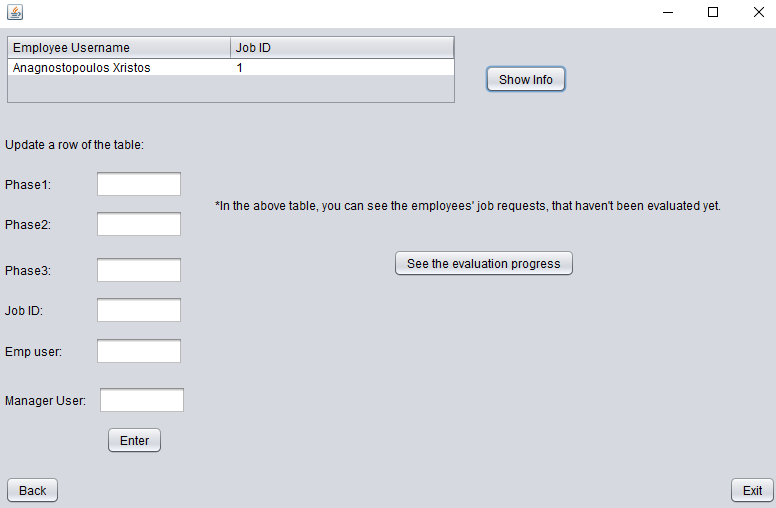 Employee Username Job ID
Anagnostopoulos Xristos 1
Show Info
Update a row of the table:
Phase1:
*In the above table, you can see the employees' job requests, that haven't been evaluated yet.
Phase2:
See the evaluation progress
Phase3:
Job ID:
Emp user:
Manager User:
Enter
Back
Exit